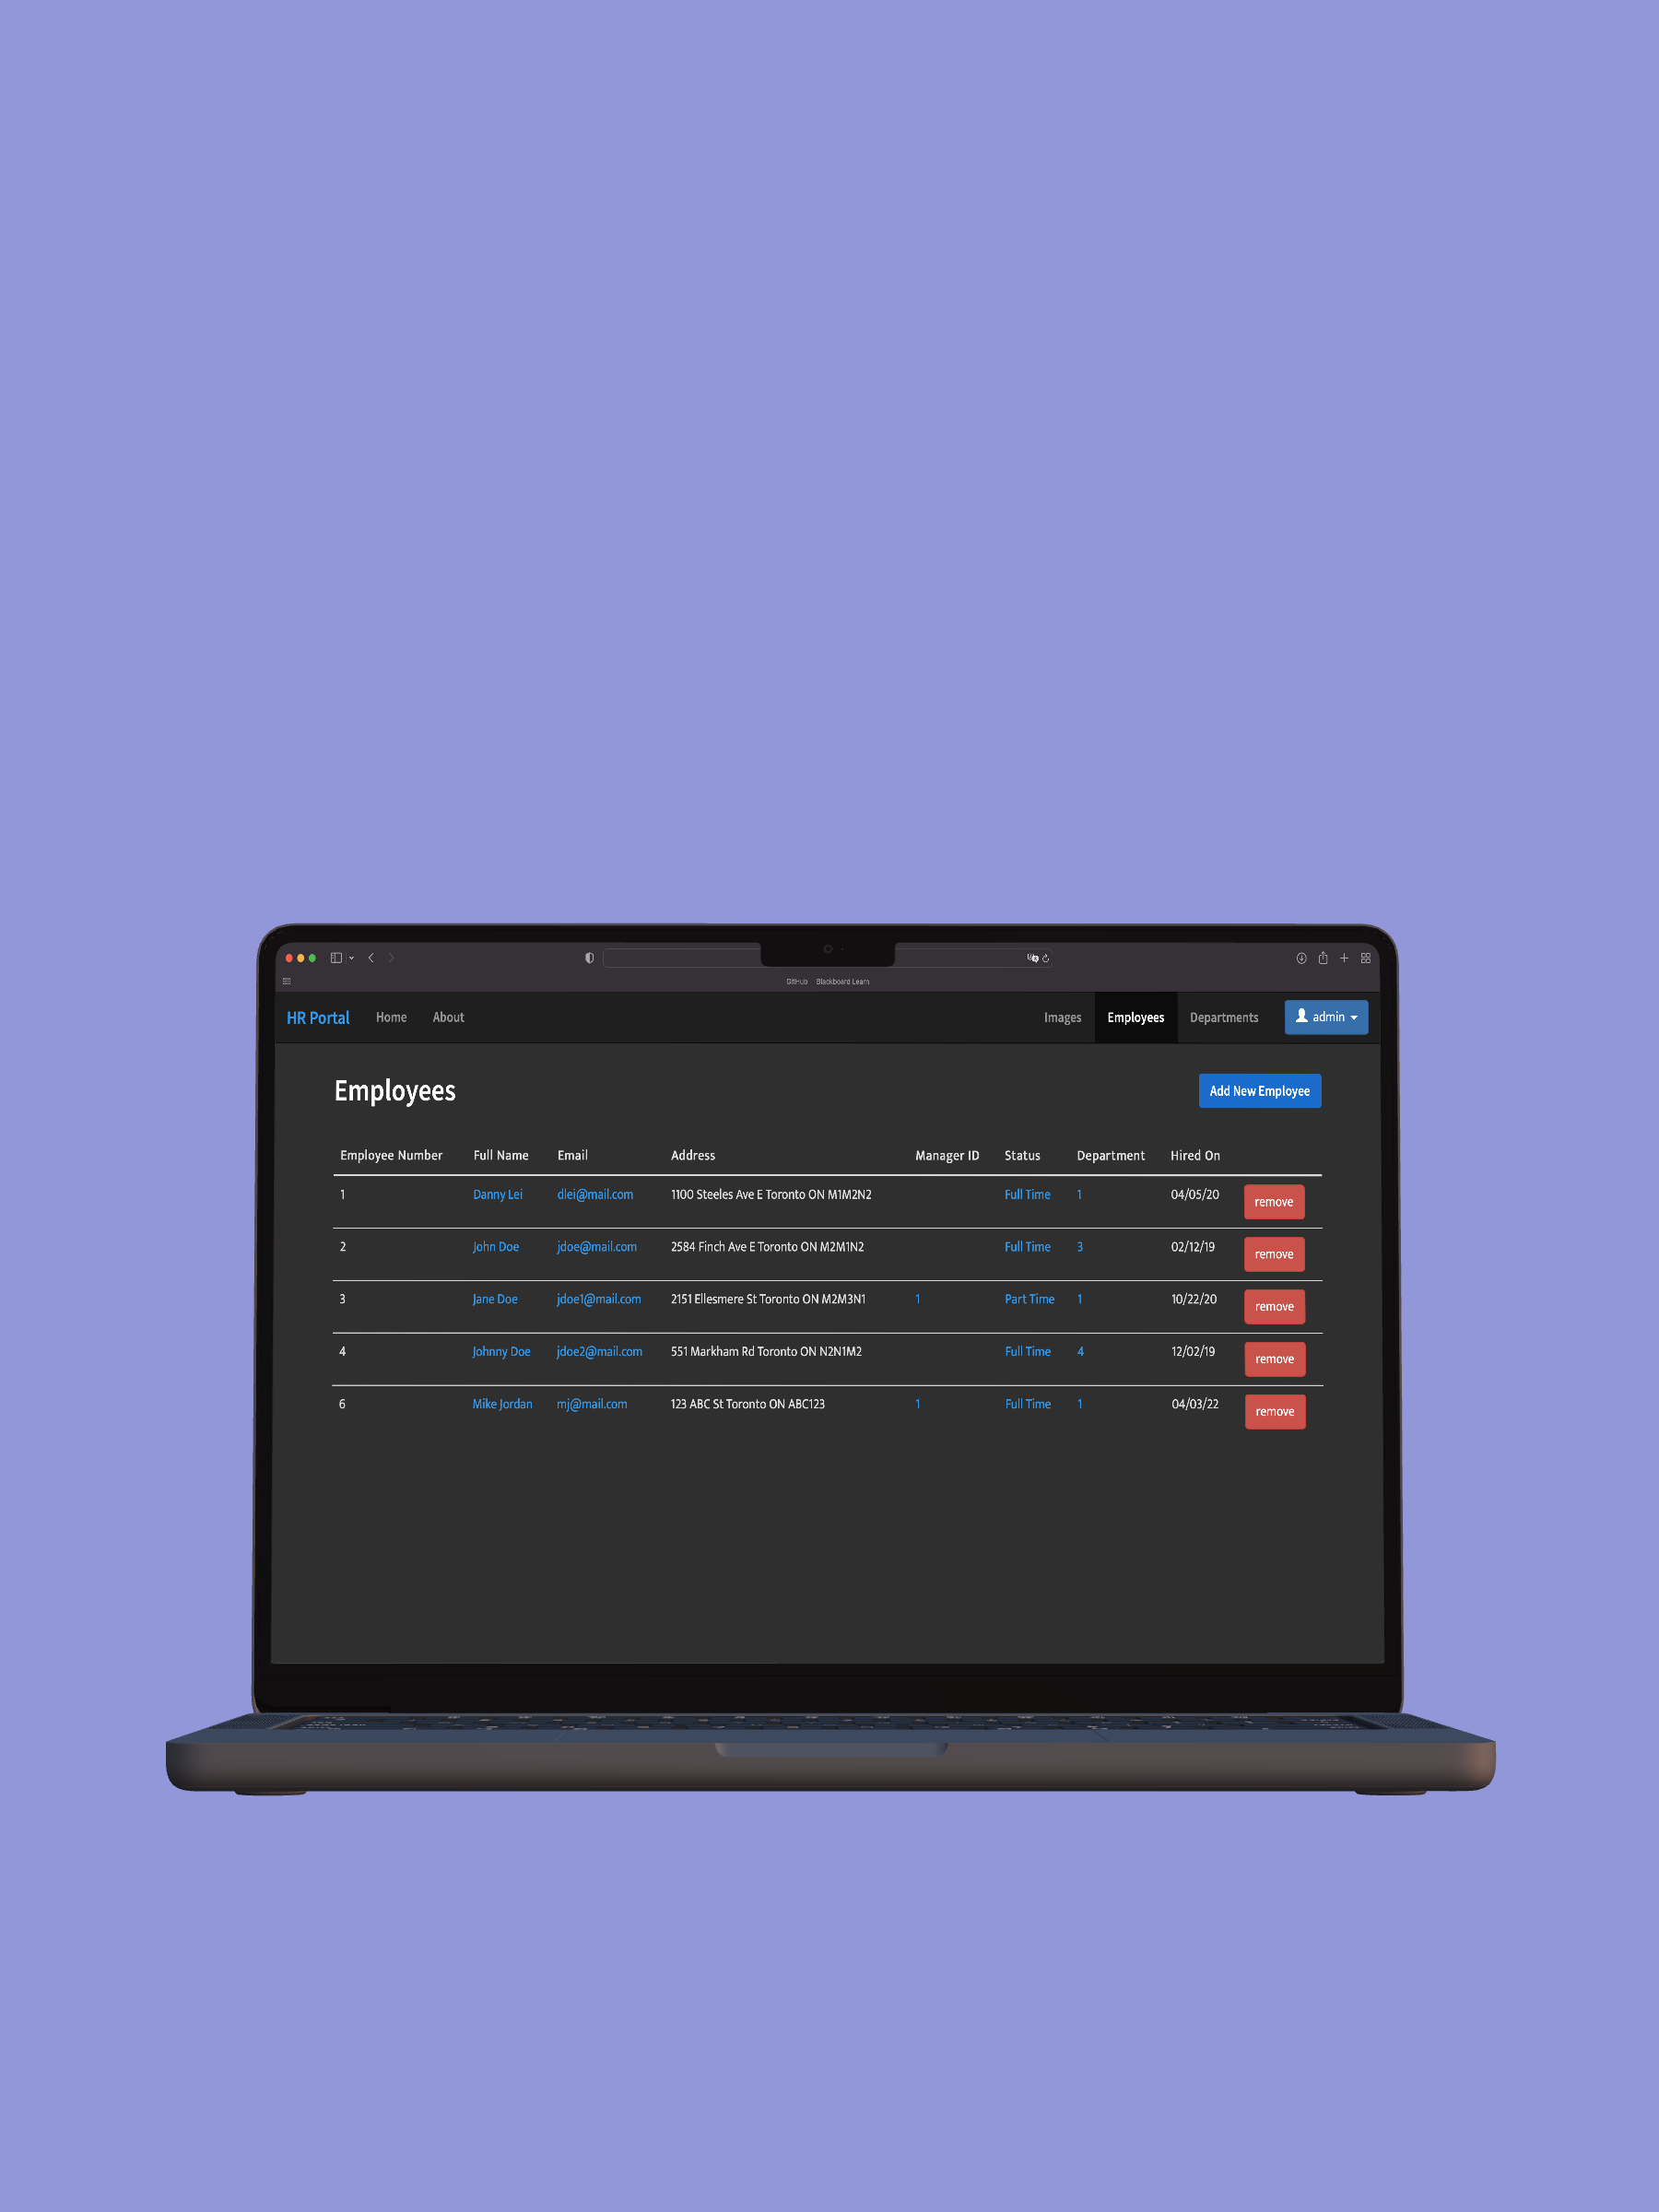 GitHub Blackboard Learn
HR Portal Home About Images Employees Departments admin
Employees Add New Employee
Employee Number Full Name Email Address Manager ID Status Department Hired On
1 Danny Lei dlei@mail.com 1100 Steeles Ave E Toronto ON M1M2N2 Full Time 1 04/05/20 remove
2 John Doe jdoe@mail.com 2584 Finch Ave E Toronto ON M2M1N2 Full Time 3 02/12/19 remove
3 Jane Doe jdoe1@mail.com 2151 Ellesmere St Toronto ON M2M3N1 1 Part Time 1 10/22/20 remove
4 Johnny Doe jdoe2@mail.com 551 Markham Rd Toronto ON N2N1M2 Full Time 4 12/02/19 remove
6 Mike Jordan mj@mail.com 123 ABC St Toronto ON ABC123 1 Full Time 1 04/03/22 remove